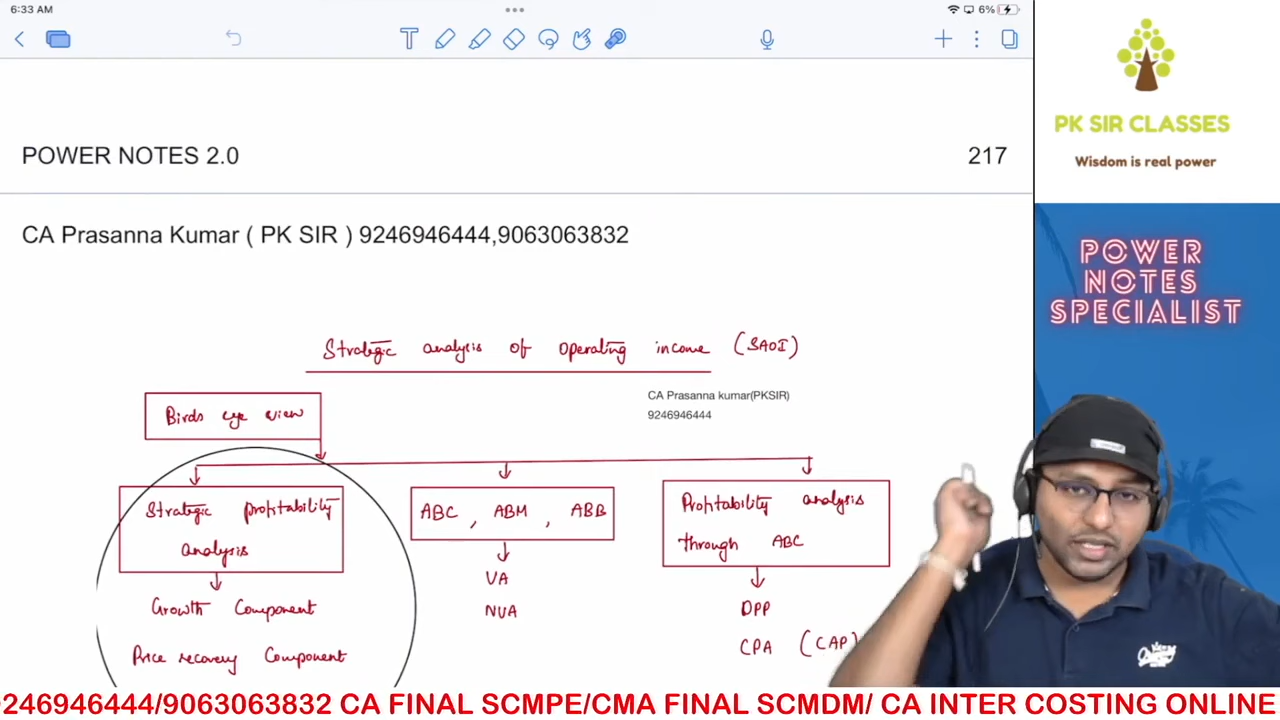 6:33 AM
6%
POWER NOTES 2.0
217
CA Prasanna Kumar ( PK SIR ) 9246946444,9063063832
Strategic analysis of operating income (SAOI)
CA Prasanna kumar(PKSIR)
9246946444
Birds eye view
Strategic profitability
analysis
Growth Component
Price recovery Component
ABC, ABM, ABB
VA
NVA
Profitability analysis
through ABC
DPP
CPA (CAP)
PK SIR CLASSES
Wisdom is real power
POWER
NOTES
SPECIALIST
246946444/9063063832 CA FINAL SCMPE/CMA FINAL SCMDM/ CA INTER COSTING ONLINE